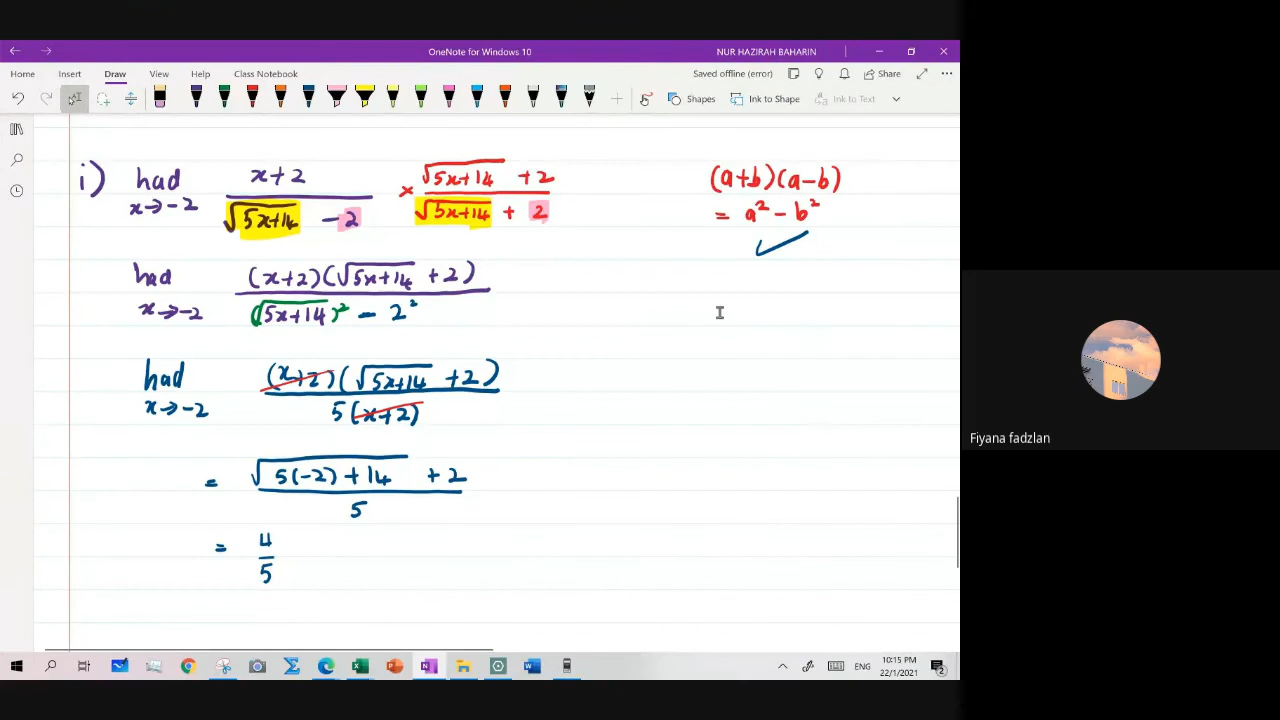 OneNote for Windows 10
NUR HAZIRAH BAHARIN
Home Insert Draw View Help Class Notebook
Saved offline (error)
Share
Shapes
Ink to Shape
Ink to Text
i) had x+2 × √5x+14 + 2
x→-2 √5x+14 - 2 √5x+14 + 2
(a+b)(a-b)
= a² - b²
had (x+2)(√5x+14 + 2)
x→-2 (√5x+14)² - 2²
had (x+2)(√5x+14 + 2)
x→-2 5(x+2)
= √5(-2)+14 + 2
5
= 4
5
Fiyana fadzlan
ENG
10:15 PM
22/1/2021
2